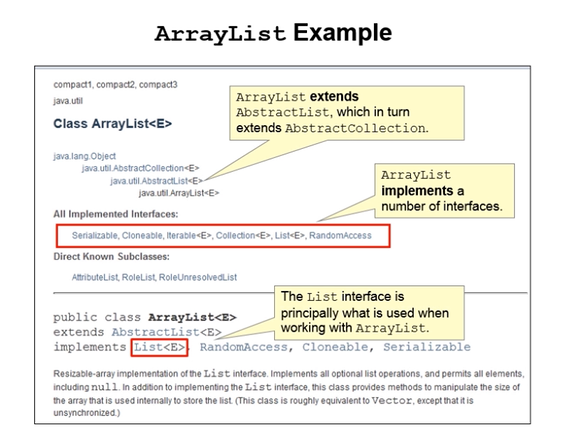 ArrayList Example
compact1, compact2, compact3
java.util
Class ArrayList<E>
ArrayList extends
AbstractList, which in turn
extends AbstractCollection.
java.lang.Object
java.util.AbstractCollection<E>
java.util.AbstractList<E>
java.util.ArrayList<E>
ArrayList
implements a
number of interfaces.
All Implemented Interfaces:
Serializable, Cloneable, Iterable<E>, Collection<E>, List<E>, RandomAccess
Direct Known Subclasses:
AttributeList, RoleList, RoleUnresolvedList
The List interface is
principally what is used when
working with ArrayList.
public class ArrayList<E>
extends AbstractList<E>
implements List<E>, RandomAccess, Cloneable, Serializable
Resizable-array implementation of the List interface. Implements all optional list operations, and permits all elements,
including null. In addition to implementing the List interface, this class provides methods to manipulate the size of
the array that is used internally to store the list. (This class is roughly equivalent to Vector, except that it is
unsynchronized.)